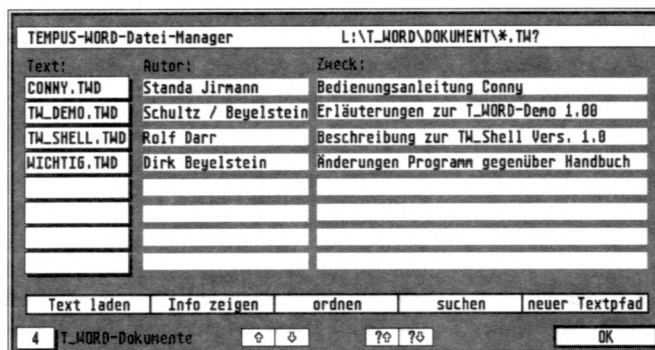 TEMPUS-WORD-Datei-Manager L:\T_WORD\DOKUMENT\*.TW?
Text: Autor: Zweck:
CONNY.TWD Standa Jirmann Bedienungsanleitung Conny
TW_DEMO.TWD Schultz / Beyelstein Erläuterungen zur T_WORD-Demo 1.00
TW_SHELL.TWD Rolf Darr Beschreibung zur TW_Shell Vers. 1.0
WICHTIG.TWD Dirk Beyelstein Änderungen Programm gegenüber Handbuch
Text laden Info zeigen ordnen suchen neuer Textpfad
4 T_WORD-Dokumente ⇧ ⇩ ?⇧ ?⇩ OK